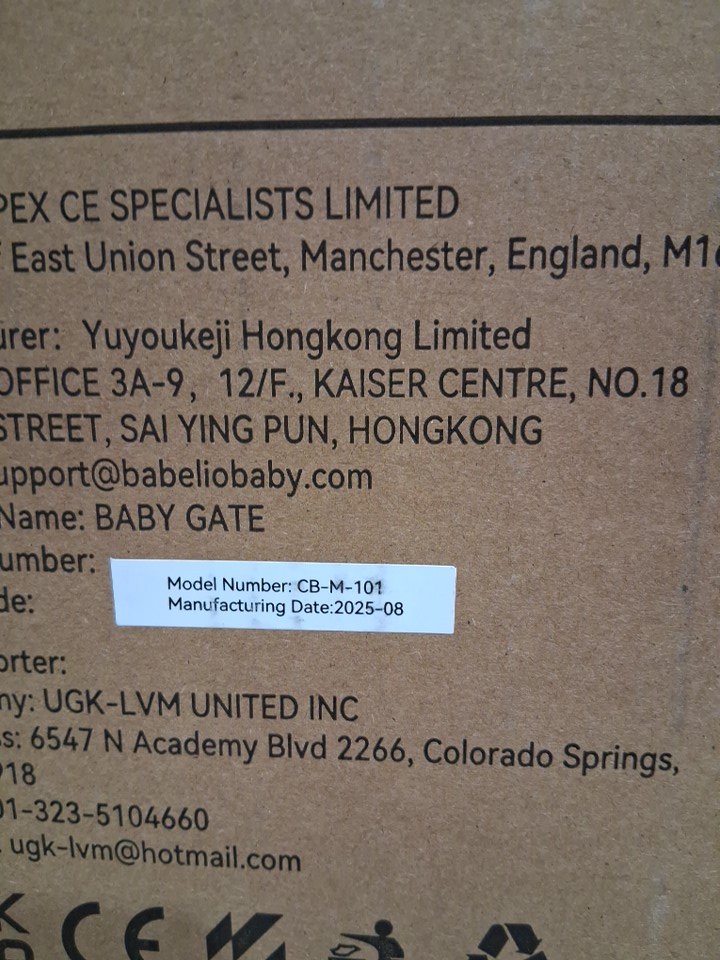 PEX CE SPECIALISTS LIMITED
East Union Street, Manchester, England, M16
urer: Yuyoukeji Hongkong Limited
OFFICE 3A-9, 12/F., KAISER CENTRE, NO.18
STREET, SAI YING PUN, HONGKONG
upport@babeliobaby.com
Name: BABY GATE
umber:
Model Number: CB-M-101
de:
Manufacturing Date:2025-08
orter:
ny: UGK-LVM UNITED INC
s: 6547 N Academy Blvd 2266, Colorado Springs,
918
01-323-5104660
ugk-lvm@hotmail.com
CE